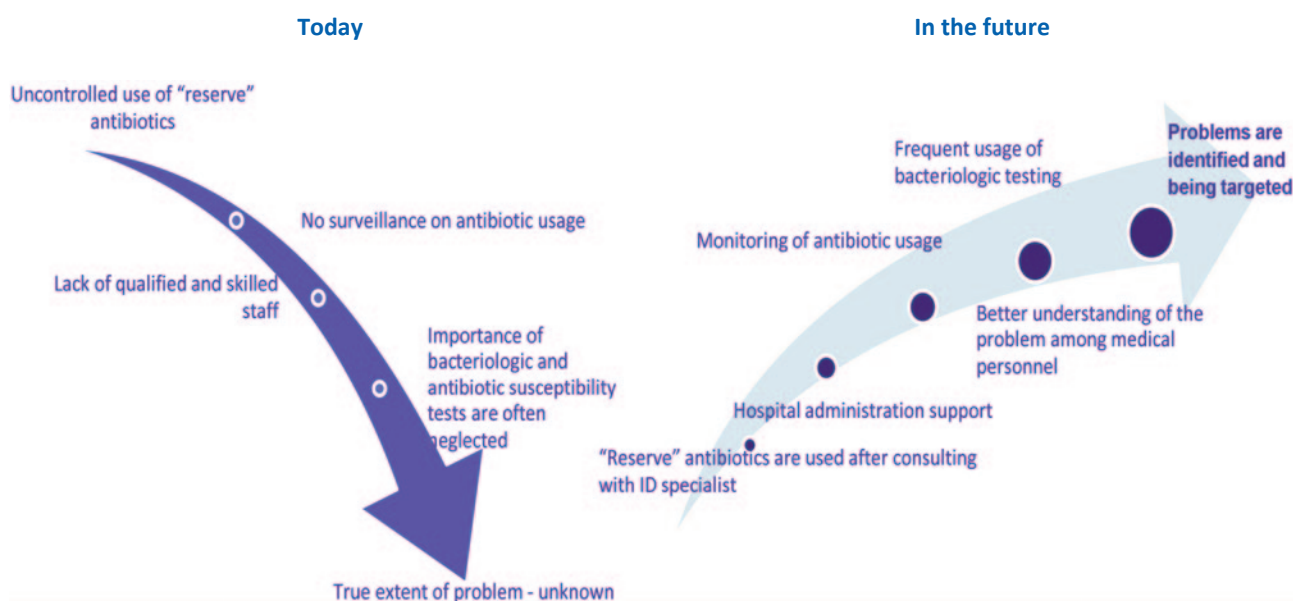 Today
Uncontrolled use of “reserve”
antibiotics
No surveillance on antibiotic usage
Lack of qualified and skilled
staff
Importance of
bacteriologic and
antibiotic susceptibility
tests are often
neglected
True extent of problem - unknown
In the future
Problems are
identified and
being targeted
Frequent usage of
bacteriologic testing
Monitoring of antibiotic usage
Better understanding of the
problem among medical
personnel
Hospital administration support
“Reserve” antibiotics are used after consulting
with ID specialist